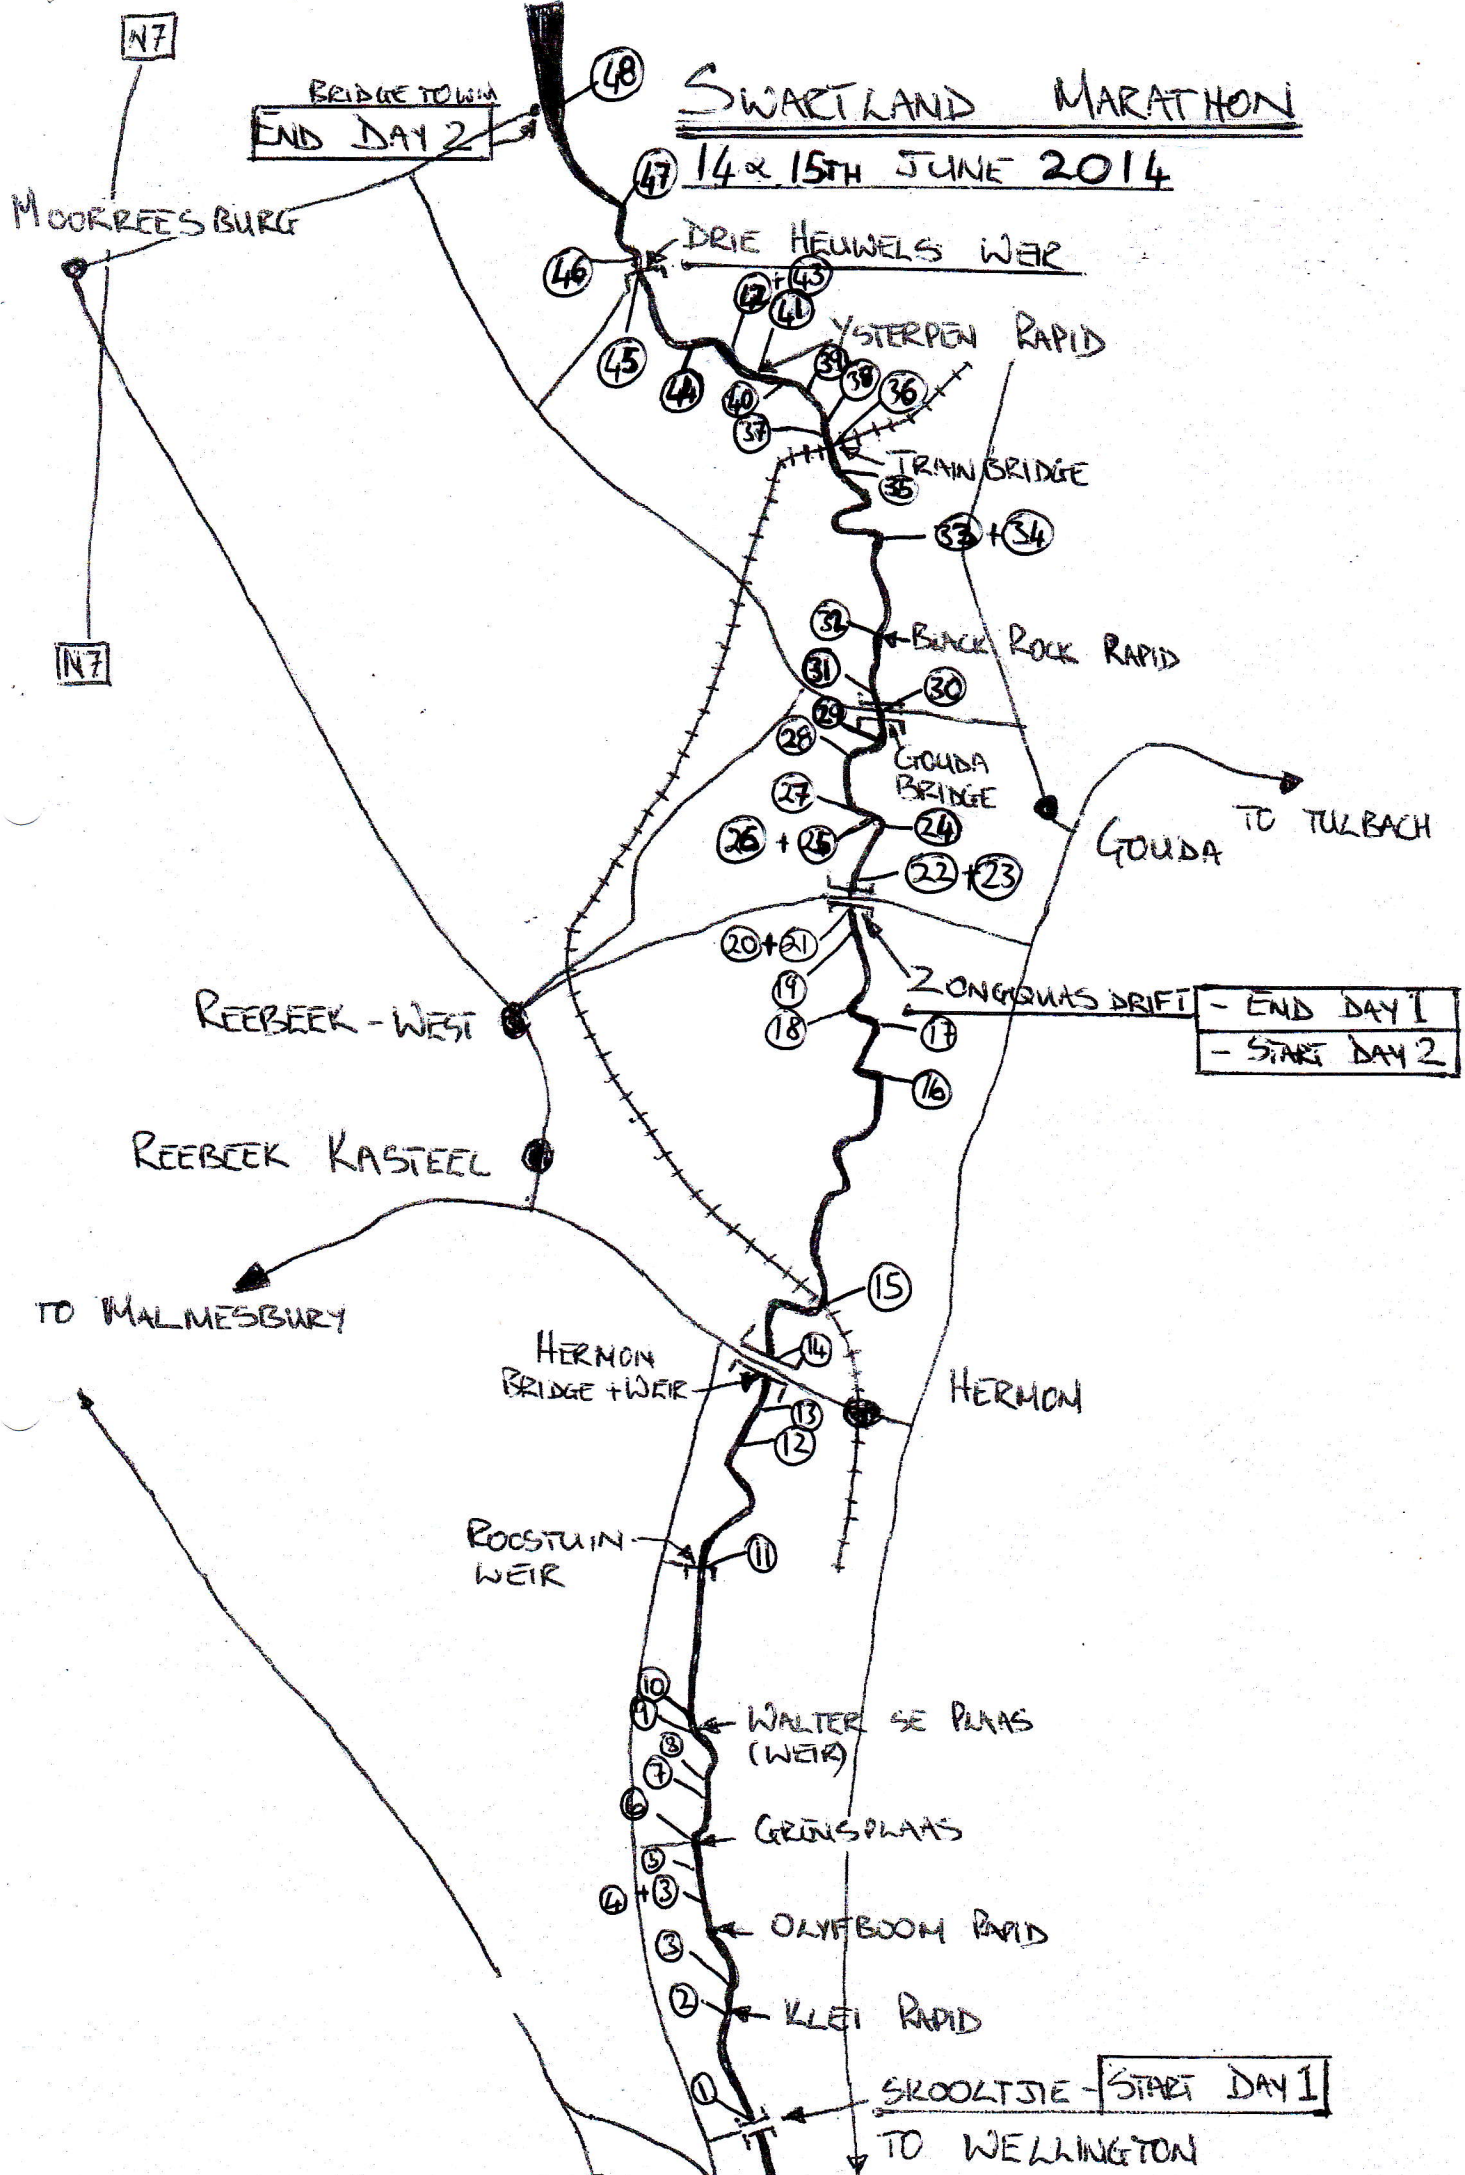 N7
48
SWARTLAND MARATHON
BRIDGETOWN
END DAY 2
14 & 15TH JUNE 2014
47
MOORREESBURG
DRIE HEUWELS WEIR
46
42 + 43
41
YSTERPEN RAPID
45
39
38
36
44
40
37
TRAIN BRIDGE
35
33 + 34
32
BLACK ROCK RAPID
N7
31
30
29
28
GOUDA
BRIDGE
27
TO TULBACH
24
26 + 25
GOUDA
22 + 23
20 + 21
19
ZONGQUASDRIFT
- END DAY 1
- START DAY 2
REEBEEK - WEST
18
17
16
REEBEEK KASTEEL
15
TO MALMESBURY
HERMON
BRIDGE + WEIR
14
HERMON
13
12
ROOSTUIN
WEIR
11
10
9
WALTER SE PLAAS
(WEIR)
8
7
6
GRENSPLAAS
5
4 + 3
OLYFBOOM RAPID
3
2
KLEI RAPID
1
SKOOLTJIE - START DAY 1
TO WELLINGTON